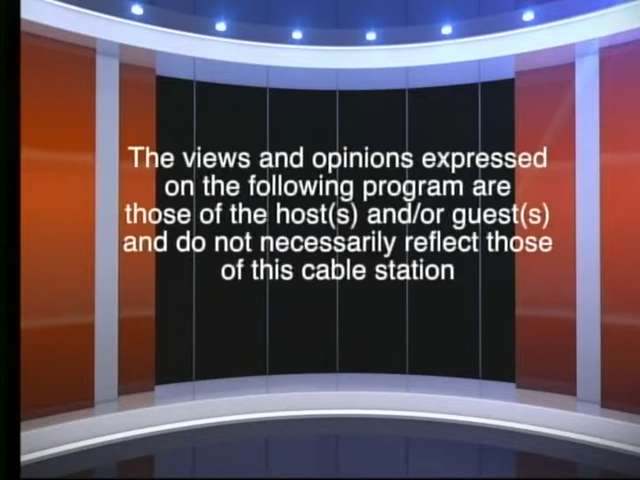 The views and opinions expressed
on the following program are
those of the host(s) and/or guest(s)
and do not necessarily reflect those
of this cable station